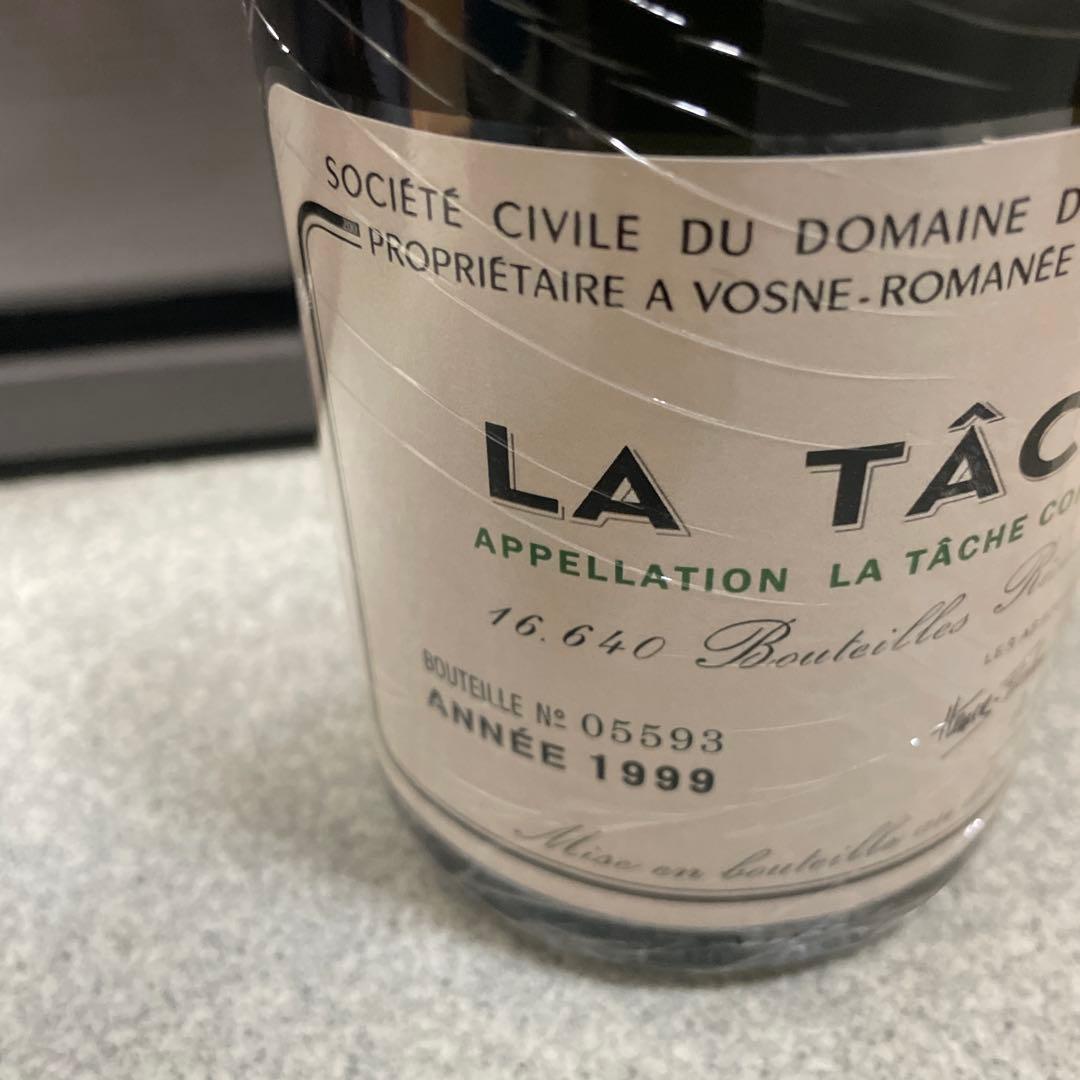 SOCIÉTÉ CIVILE DU DOMAINE D
PROPRIÉTAIRE A VOSNE-ROMANÉE
LA TÂC
APPELLATION LA TÂCHE CO
16.640 Bouteilles
BOUTEILLE Nº 05593
ANNÉE 1999
Mise en bouteille